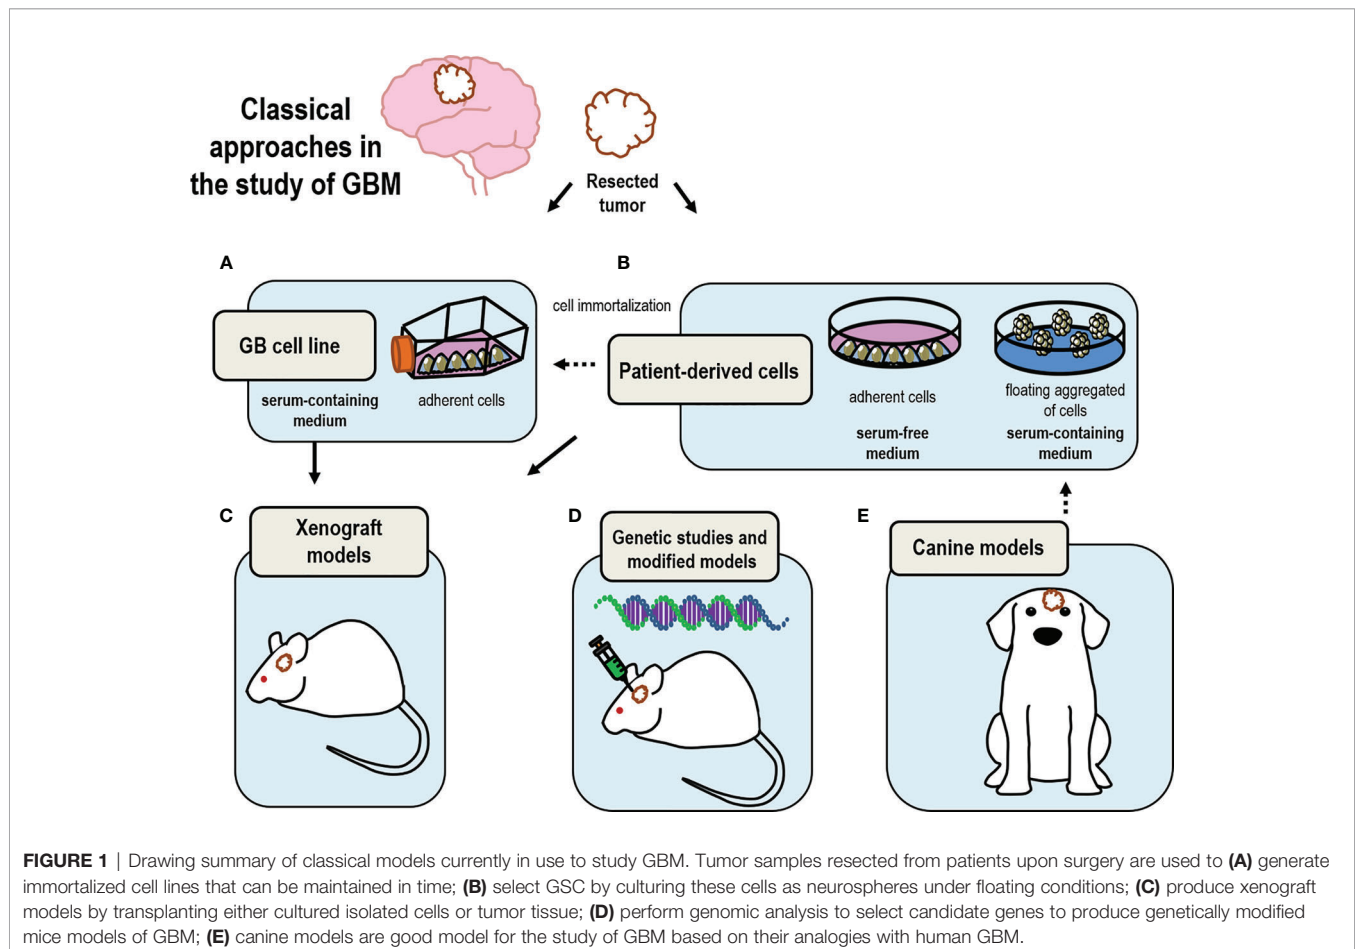 Classical
approaches in
the study of GBM
Resected
tumor
A
GB cell line
serum-containing
medium
adherent cells
cell immortalization
B
Patient-derived cells
adherent cells
serum-free
medium
floating aggregated
of cells
serum-containing
medium
C
Xenograft
models
D
Genetic studies and
modified models
E
Canine models
FIGURE 1 | Drawing summary of classical models currently in use to study GBM. Tumor samples resected from patients upon surgery are used to (A) generate
immortalized cell lines that can be maintained in time; (B) select GSC by culturing these cells as neurospheres under floating conditions; (C) produce xenograft
models by transplanting either cultured isolated cells or tumor tissue; (D) perform genomic analysis to select candidate genes to produce genetically modified
mice models of GBM; (E) canine models are good model for the study of GBM based on their analogies with human GBM.